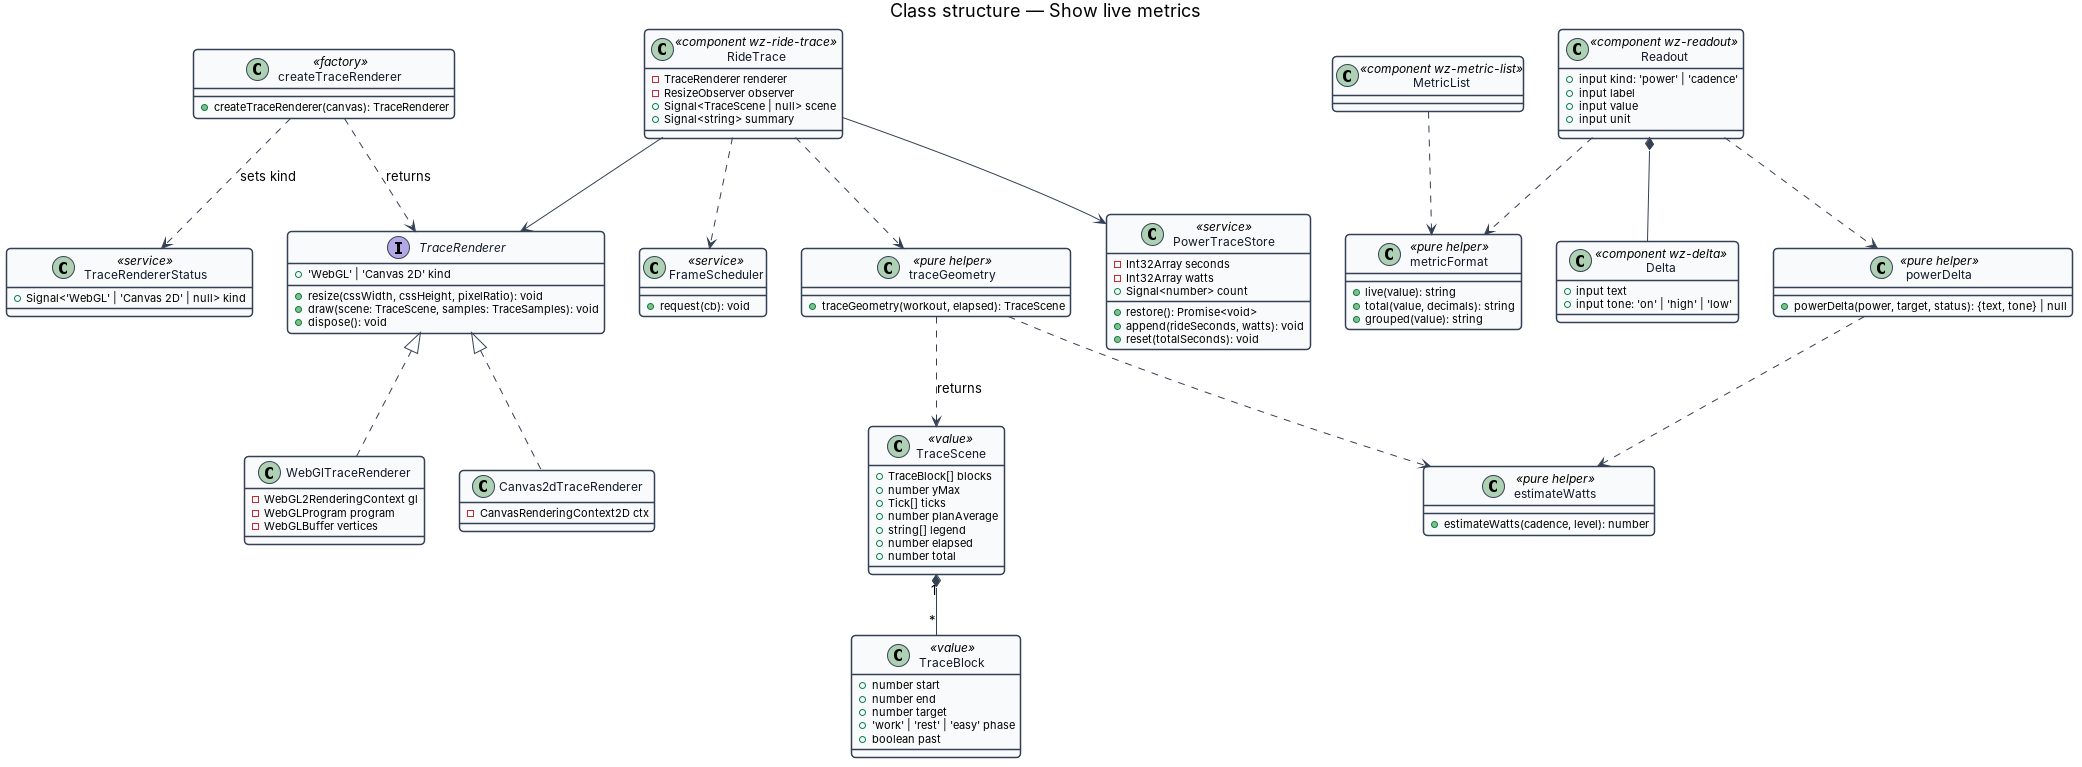 Class structure — Show live metrics
«factory»
createTraceRenderer
createTraceRenderer(canvas): TraceRenderer
«component wz-ride-trace»
RideTrace
TraceRenderer renderer
ResizeObserver observer
Signal<TraceScene | null> scene
Signal<string> summary
«component wz-metric-list»
MetricList
«component wz-readout»
Readout
input kind: 'power' | 'cadence'
input label
input value
input unit
sets kind
returns
«service»
TraceRendererStatus
Signal<'WebGL' | 'Canvas 2D' | null> kind
TraceRenderer
'WebGL' | 'Canvas 2D' kind
resize(cssWidth, cssHeight, pixelRatio): void
draw(scene: TraceScene, samples: TraceSamples): void
dispose(): void
«service»
FrameScheduler
request(cb): void
«pure helper»
traceGeometry
traceGeometry(workout, elapsed): TraceScene
«service»
PowerTraceStore
Int32Array seconds
Int32Array watts
Signal<number> count
restore(): Promise<void>
append(rideSeconds, watts): void
reset(totalSeconds): void
«pure helper»
metricFormat
live(value): string
total(value, decimals): string
grouped(value): string
«component wz-delta»
Delta
input text
input tone: 'on' | 'high' | 'low'
«pure helper»
powerDelta
powerDelta(power, target, status): {text, tone} | null
returns
WebGlTraceRenderer
WebGL2RenderingContext gl
WebGLProgram program
WebGLBuffer vertices
Canvas2dTraceRenderer
CanvasRenderingContext2D ctx
«value»
TraceScene
TraceBlock[] blocks
number yMax
Tick[] ticks
number planAverage
string[] legend
number elapsed
number total
«pure helper»
estimateWatts
estimateWatts(cadence, level): number
1
*
«value»
TraceBlock
number start
number end
number target
'work' | 'rest' | 'easy' phase
boolean past